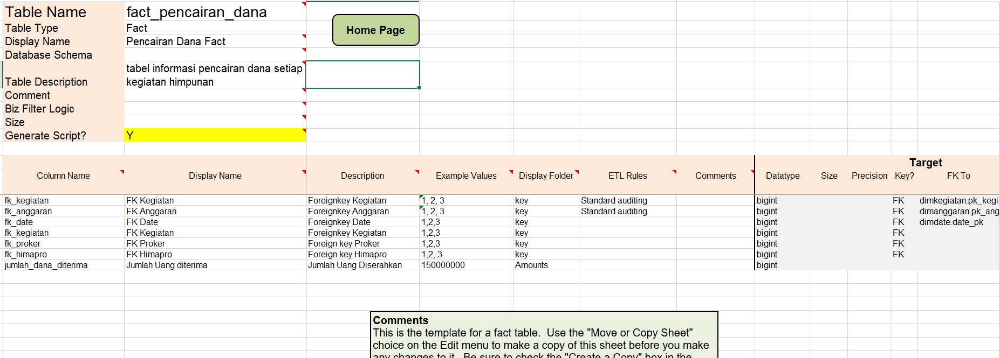 Table Name fact_pencairan_dana
Home Page
Table Type Fact
Display Name Pencairan Dana Fact
Database Schema
Table Description tabel informasi pencairan dana setiap
kegiatan himpunan
Comment
Biz Filter Logic
Size
Generate Script? Y
Target
Column Name Display Name Description Example Values Display Folder ETL Rules Comments Datatype Size Precision Key? FK To
fk_kegiatan FK Kegiatan Foreignkey Kegiatan 1, 2, 3 key Standard auditing bigint FK dimkegiatan.pk_kegi
fk_anggaran FK Anggaran Foreignkey Anggaran 1, 2, 3 key Standard auditing bigint FK dimanggaran.pk_ang
fk_date FK Date Foreignkey Date 1,2,3 key bigint FK dimdate.date_pk
fk_kegiatan FK Kegiatan Foreignkey Kegiatan 1,2,3 key bigint FK
fk_proker FK Proker Foreign key Proker 1,2,3 key bigint FK
fk_himapro FK Himapro Foreign key Himapro 1,2,.3 key bigint FK
jumlah_dana_diterima Jumlah Uang diterima Jumlah Uang Diserahkan 150000000 Amounts bigint
Comments
This is the template for a fact table.  Use the "Move or Copy Sheet"
choice on the Edit menu to make a copy of this sheet before you make
any changes to it.  Be sure to check the "Create a Copy" box in the